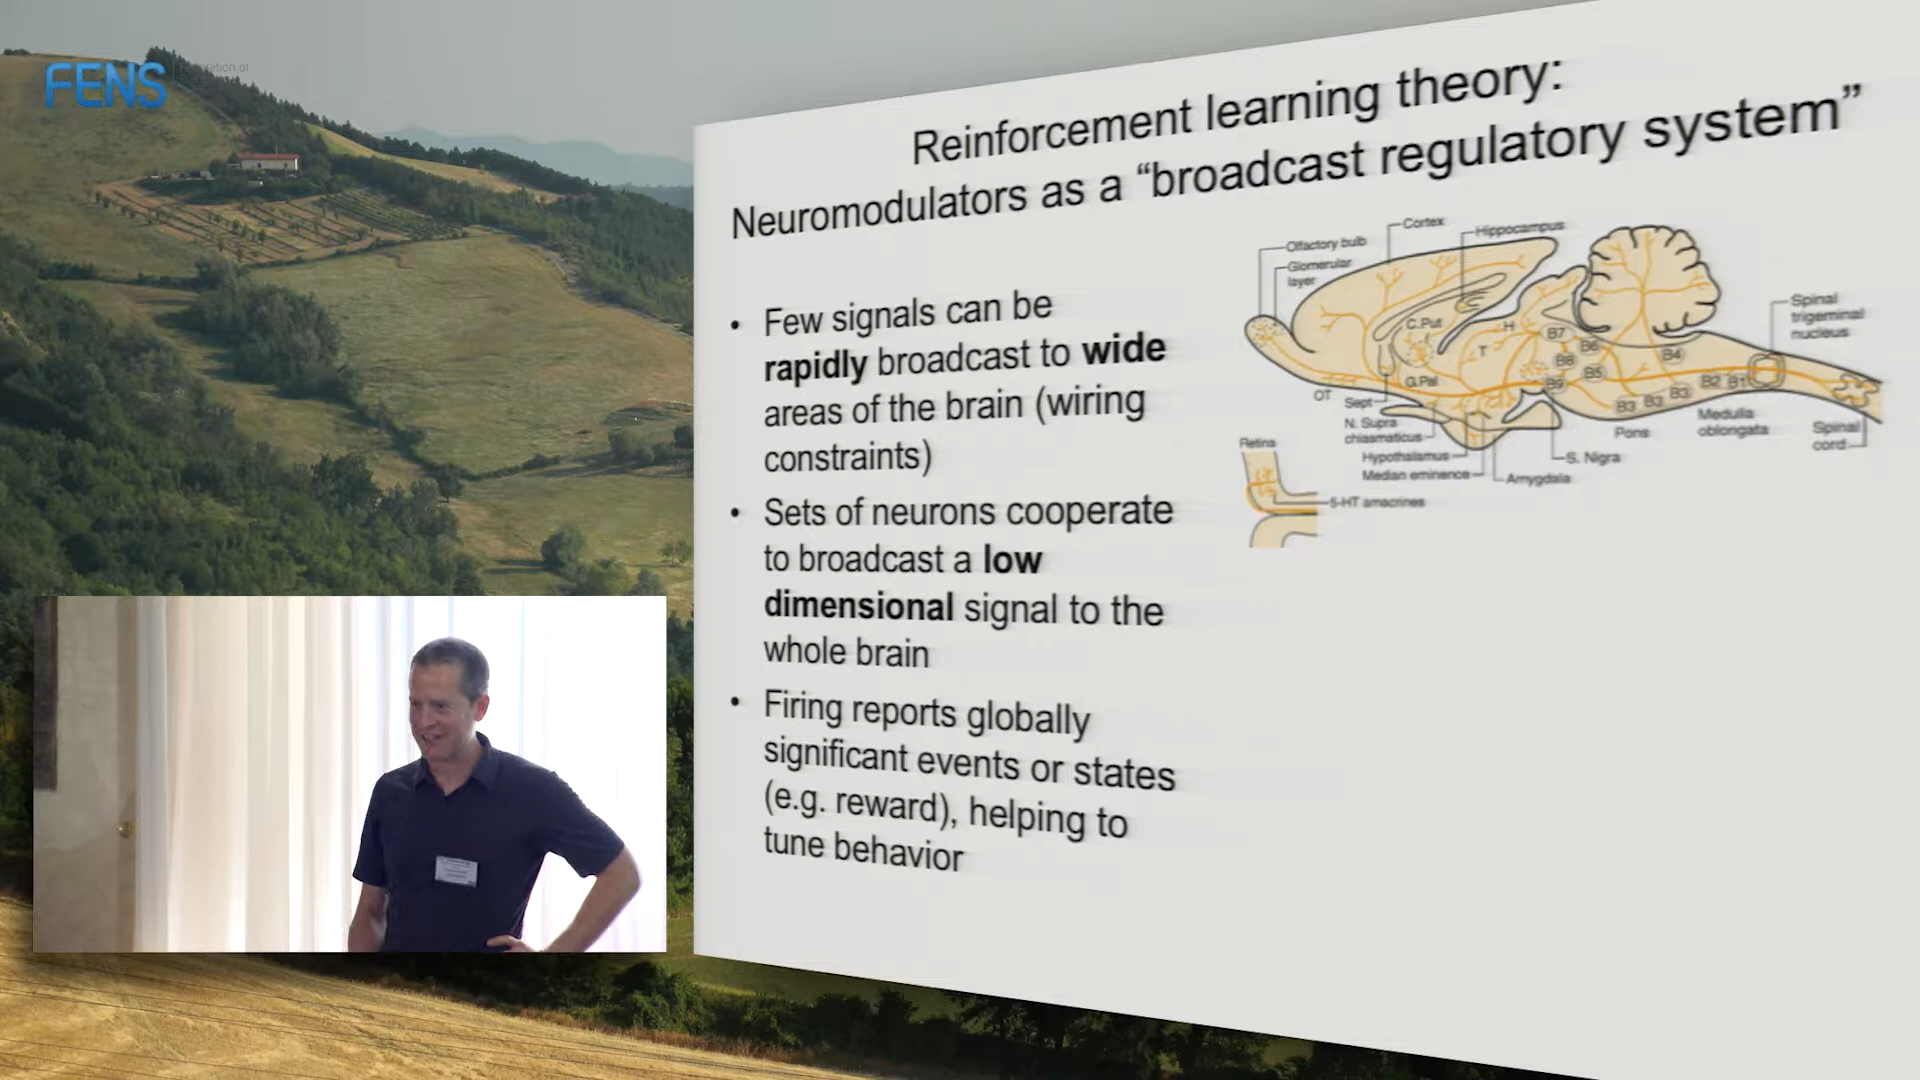 FENS
Reinforcement learning theory:
Neuromodulators as a “broadcast regulatory system”
• Few signals can be
rapidly broadcast to wide
areas of the brain (wiring
constraints)
• Sets of neurons cooperate
to broadcast a low
dimensional signal to the
whole brain
• Firing reports globally
significant events or states
(e.g. reward), helping to
tune behavior
Cortex
Hippocampus
Olfactory bulb
Glomerular
layer
Spinal
trigeminal
nucleus
C.Put
H
T
B7
B6
B8
B5
B9
B4
G.Pal
B3
B3
B3
B2
B1
OT
Sept
N. Supra
chiasmaticus
Hypothalamus
Median eminence
Amygdala
S. Nigra
Pons
Medulla
oblongata
Spinal
cord
Retina
5-HT amacrines